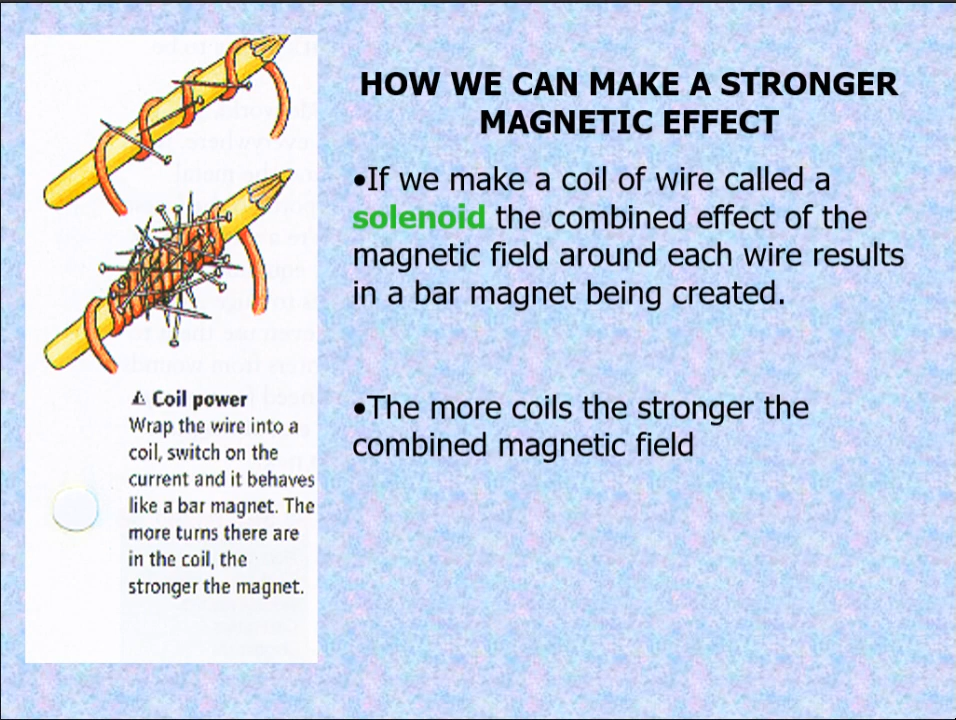 HOW WE CAN MAKE A STRONGER
MAGNETIC EFFECT
•If we make a coil of wire called a
solenoid the combined effect of the
magnetic field around each wire results
in a bar magnet being created.
•The more coils the stronger the
combined magnetic field
Coil power
Wrap the wire into a
coil, switch on the
current and it behaves
like a bar magnet. The
more turns there are
in the coil, the
stronger the magnet.